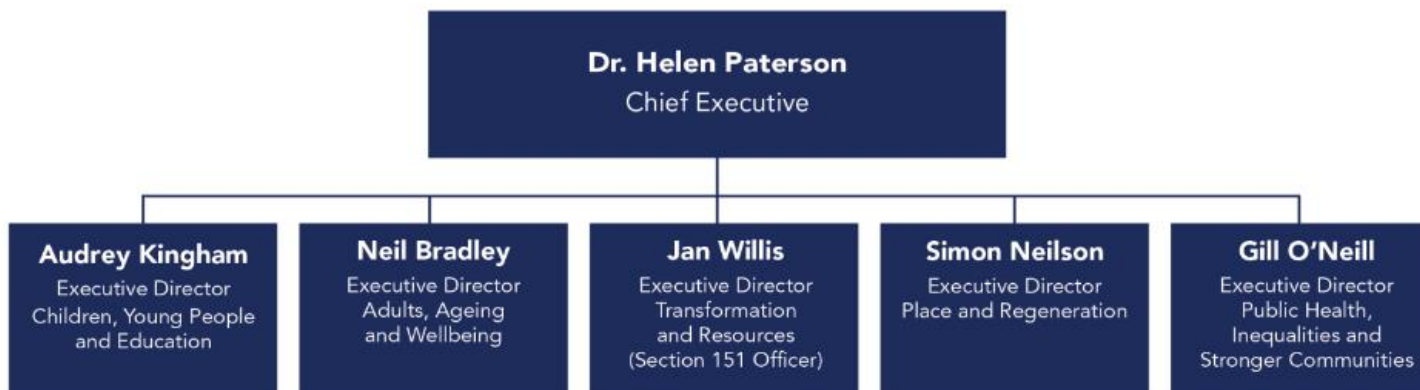 Dr. Helen Paterson
Chief Executive
Audrey Kingham
Executive Director
Children, Young People
and Education
Neil Bradley
Executive Director
Adults, Ageing
and Wellbeing
Jan Willis
Executive Director
Transformation
and Resources
(Section 151 Officer)
Simon Neilson
Executive Director
Place and Regeneration
Gill O’Neill
Executive Director
Public Health,
Inequalities and
Stronger Communities